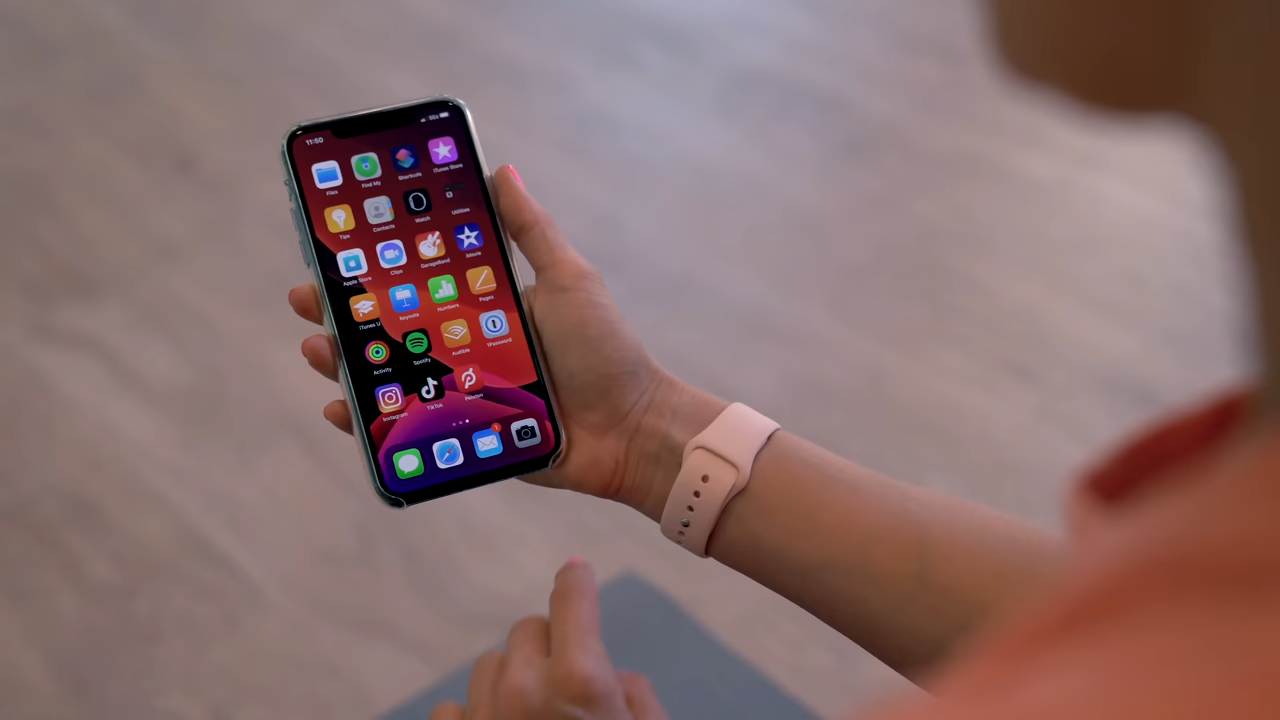 11:50
Files
Find My
Shortcuts
iTunes Store
Tips
Contacts
Watch
Utilities
Apple Store
Clips
GarageBand
iMovie
iTunes U
Keynote
Numbers
Pages
Activity
Spotify
Audible
1Password
Instagram
TikTok
Peloton
1